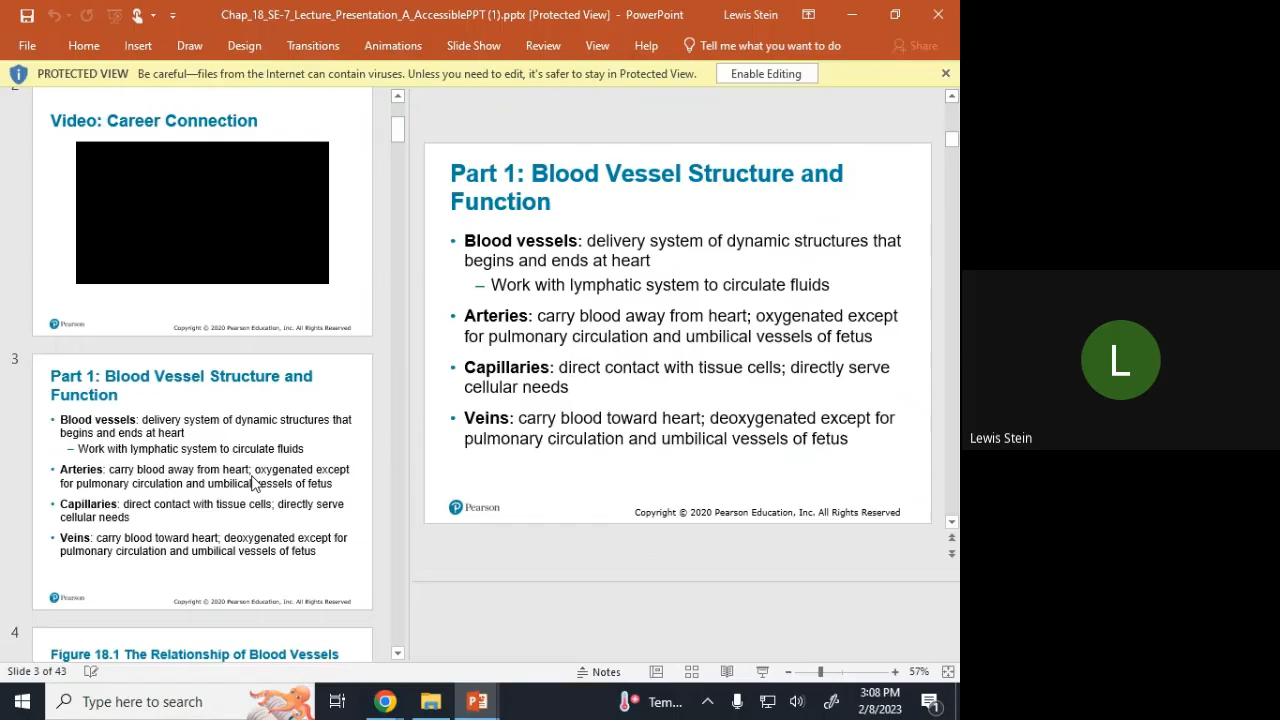 Chap_18_SE-7_Lecture_Presentation_A_AccessiblePPT (1).pptx [Protected View] - PowerPoint
Lewis Stein
File Home Insert Draw Design Transitions Animations Slide Show Review View Help Tell me what you want to do Share
PROTECTED VIEW Be careful—files from the Internet can contain viruses. Unless you need to edit, it's safer to stay in Protected View. Enable Editing
Video: Career Connection
Pearson
Copyright © 2020 Pearson Education, Inc. All Rights Reserved
3
Part 1: Blood Vessel Structure and
Function
• Blood vessels: delivery system of dynamic structures that
begins and ends at heart
– Work with lymphatic system to circulate fluids
• Arteries: carry blood away from heart; oxygenated except
for pulmonary circulation and umbilical vessels of fetus
• Capillaries: direct contact with tissue cells; directly serve
cellular needs
• Veins: carry blood toward heart; deoxygenated except for
pulmonary circulation and umbilical vessels of fetus
Pearson
Copyright © 2020 Pearson Education, Inc. All Rights Reserved
4
Figure 18.1 The Relationship of Blood Vessels
Part 1: Blood Vessel Structure and
Function
• Blood vessels: delivery system of dynamic structures that
begins and ends at heart
– Work with lymphatic system to circulate fluids
• Arteries: carry blood away from heart; oxygenated except
for pulmonary circulation and umbilical vessels of fetus
• Capillaries: direct contact with tissue cells; directly serve
cellular needs
• Veins: carry blood toward heart; deoxygenated except for
pulmonary circulation and umbilical vessels of fetus
Pearson
Copyright © 2020 Pearson Education, Inc. All Rights Reserved
L
Lewis Stein
Slide 3 of 43
Notes
57%
Type here to search
Tem...
3:08 PM
2/8/2023
1